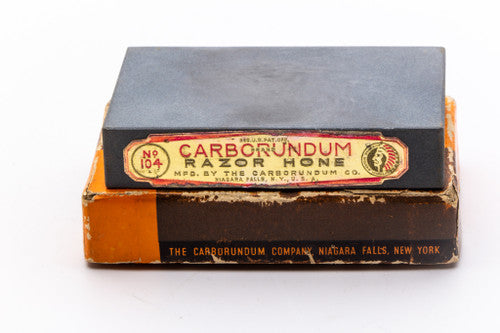 REG.U.S.PAT.OFF.
CARBORUNDUM
No
104
RAZOR HONE
MFD. BY THE CARBORUNDUM CO.
NIAGARA FALLS, N.Y., U.S.A.
THE CARBORUNDUM COMPANY, NIAGARA FALLS, NEW YORK